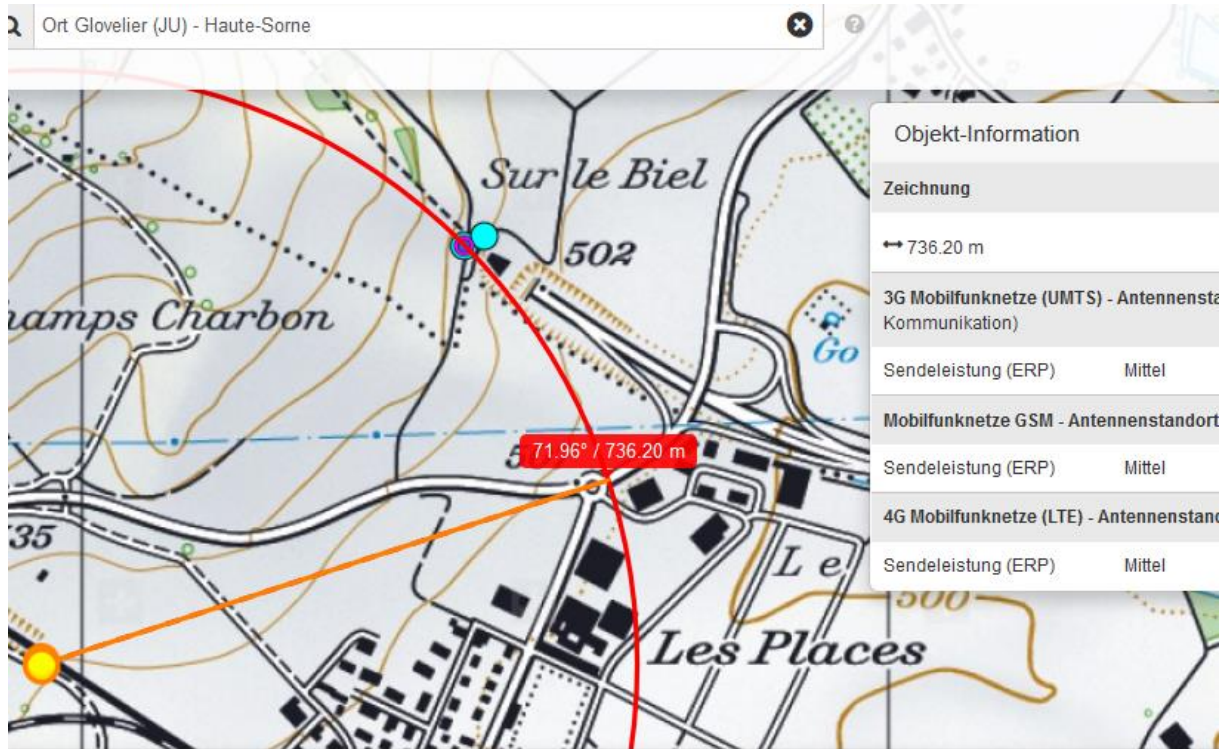 Ort Glovelier (JU) - Haute-Sorne
Objekt-Information
Zeichnung
736.20 m
3G Mobilfunknetze (UMTS) - Antennensta
Kommunikation)
Sendeleistung (ERP) Mittel
Mobilfunknetze GSM - Antennenstandort
Sendeleistung (ERP) Mittel
4G Mobilfunknetze (LTE) - Antennenstand
Sendeleistung (ERP) Mittel
Sur le Biel
502
amps Charbon
Go
71.96° / 736.20 m
35
Le
500
Les Places